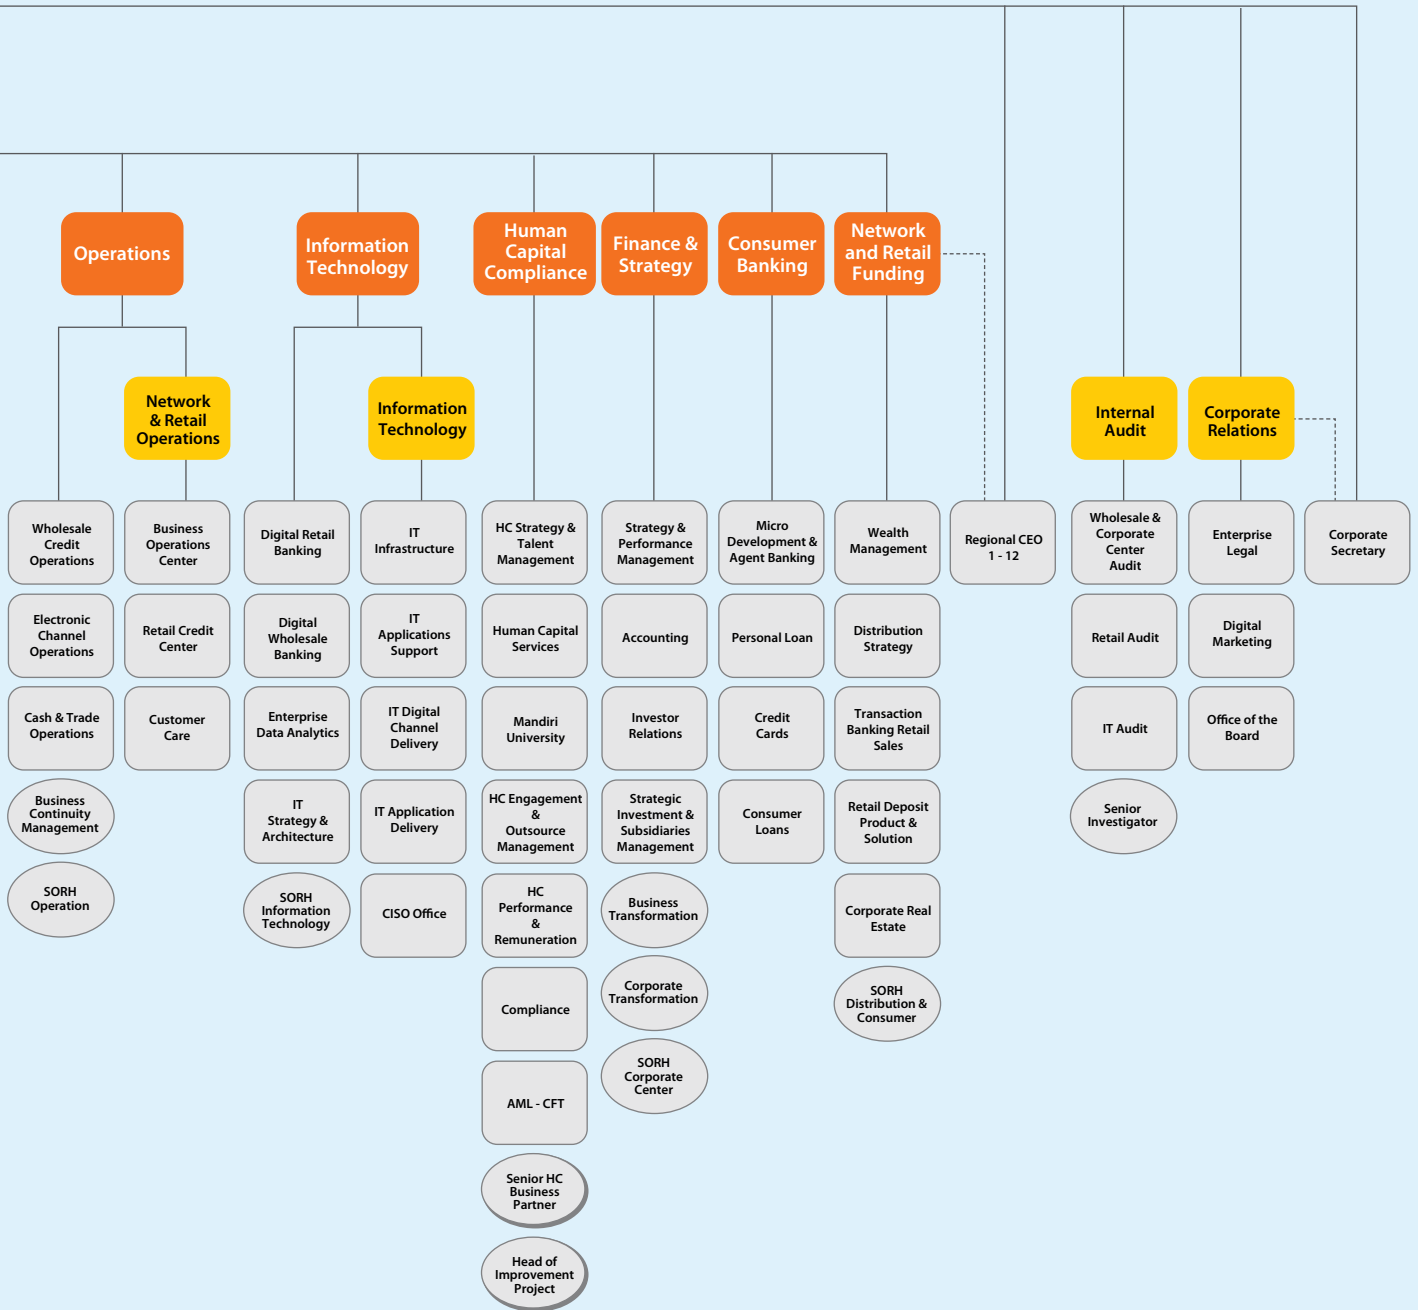 Operations
Information
Technology
Human
Capital
Compliance
Finance &
Strategy
Consumer
Banking
Network
and Retail
Funding
Network
& Retail
Operations
Information
Technology
Internal
Audit
Corporate
Relations
Wholesale
Credit
Operations
Business
Operations
Center
Digital Retail
Banking
IT
Infrastructure
HC Strategy &
Talent
Management
Strategy &
Performance
Management
Micro
Development &
Agent Banking
Wealth
Management
Regional CEO
1 - 12
Wholesale &
Corporate
Center
Audit
Enterprise
Legal
Corporate
Secretary
Electronic
Channel
Operations
Retail Credit
Center
Digital
Wholesale
Banking
IT
Applications
Support
Human Capital
Services
Accounting
Personal Loan
Distribution
Strategy
Retail Audit
Digital
Marketing
Cash & Trade
Operations
Customer
Care
Enterprise
Data Analytics
IT Digital
Channel
Delivery
Mandiri
University
Investor
Relations
Credit
Cards
Transaction
Banking Retail
Sales
IT Audit
Office of the
Board
Business
Continuity
Management
IT
Strategy &
Architecture
IT Application
Delivery
HC Engagement
&
Outsource
Management
Strategic
Investment &
Subsidiaries
Management
Consumer
Loans
Retail Deposit
Product &
Solution
Senior
Investigator
SORH
Operation
SORH
Information
Technology
CISO Office
HC
Performance
&
Remuneration
Business
Transformation
Corporate Real
Estate
Compliance
Corporate
Transformation
SORH
Distribution &
Consumer
AML - CFT
SORH
Corporate
Center
Senior HC
Business
Partner
Head of
Improvement
Project